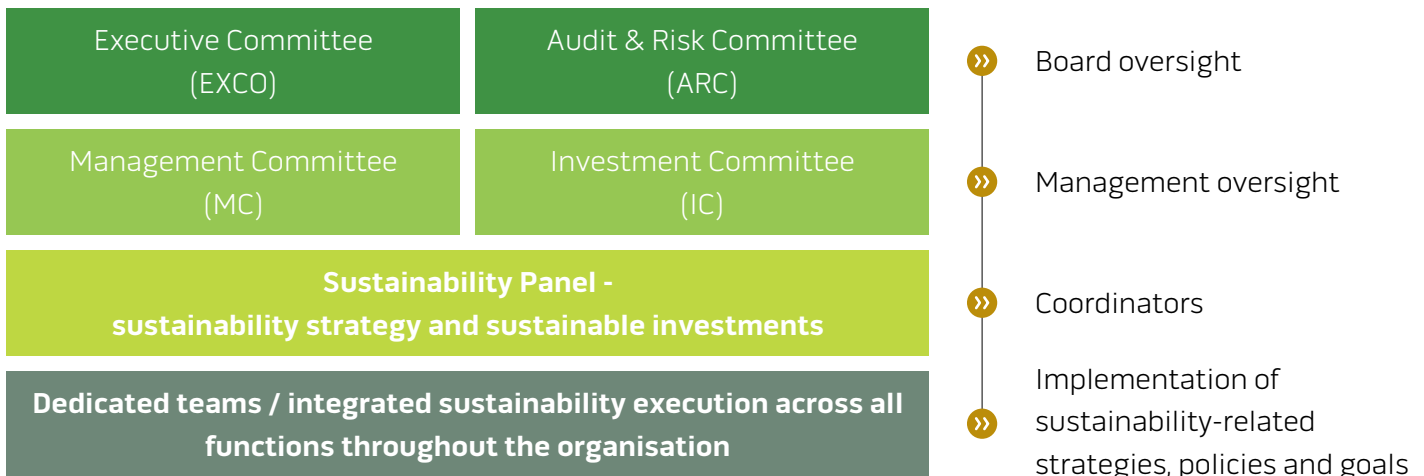 Executive Committee
(EXCO)
Audit & Risk Committee
(ARC)
Board oversight
Management Committee
(MC)
Investment Committee
(IC)
Management oversight
Sustainability Panel -
sustainability strategy and sustainable investments
Coordinators
Dedicated teams / integrated sustainability execution across all
functions throughout the organisation
Implementation of
sustainability-related
strategies, policies and goals